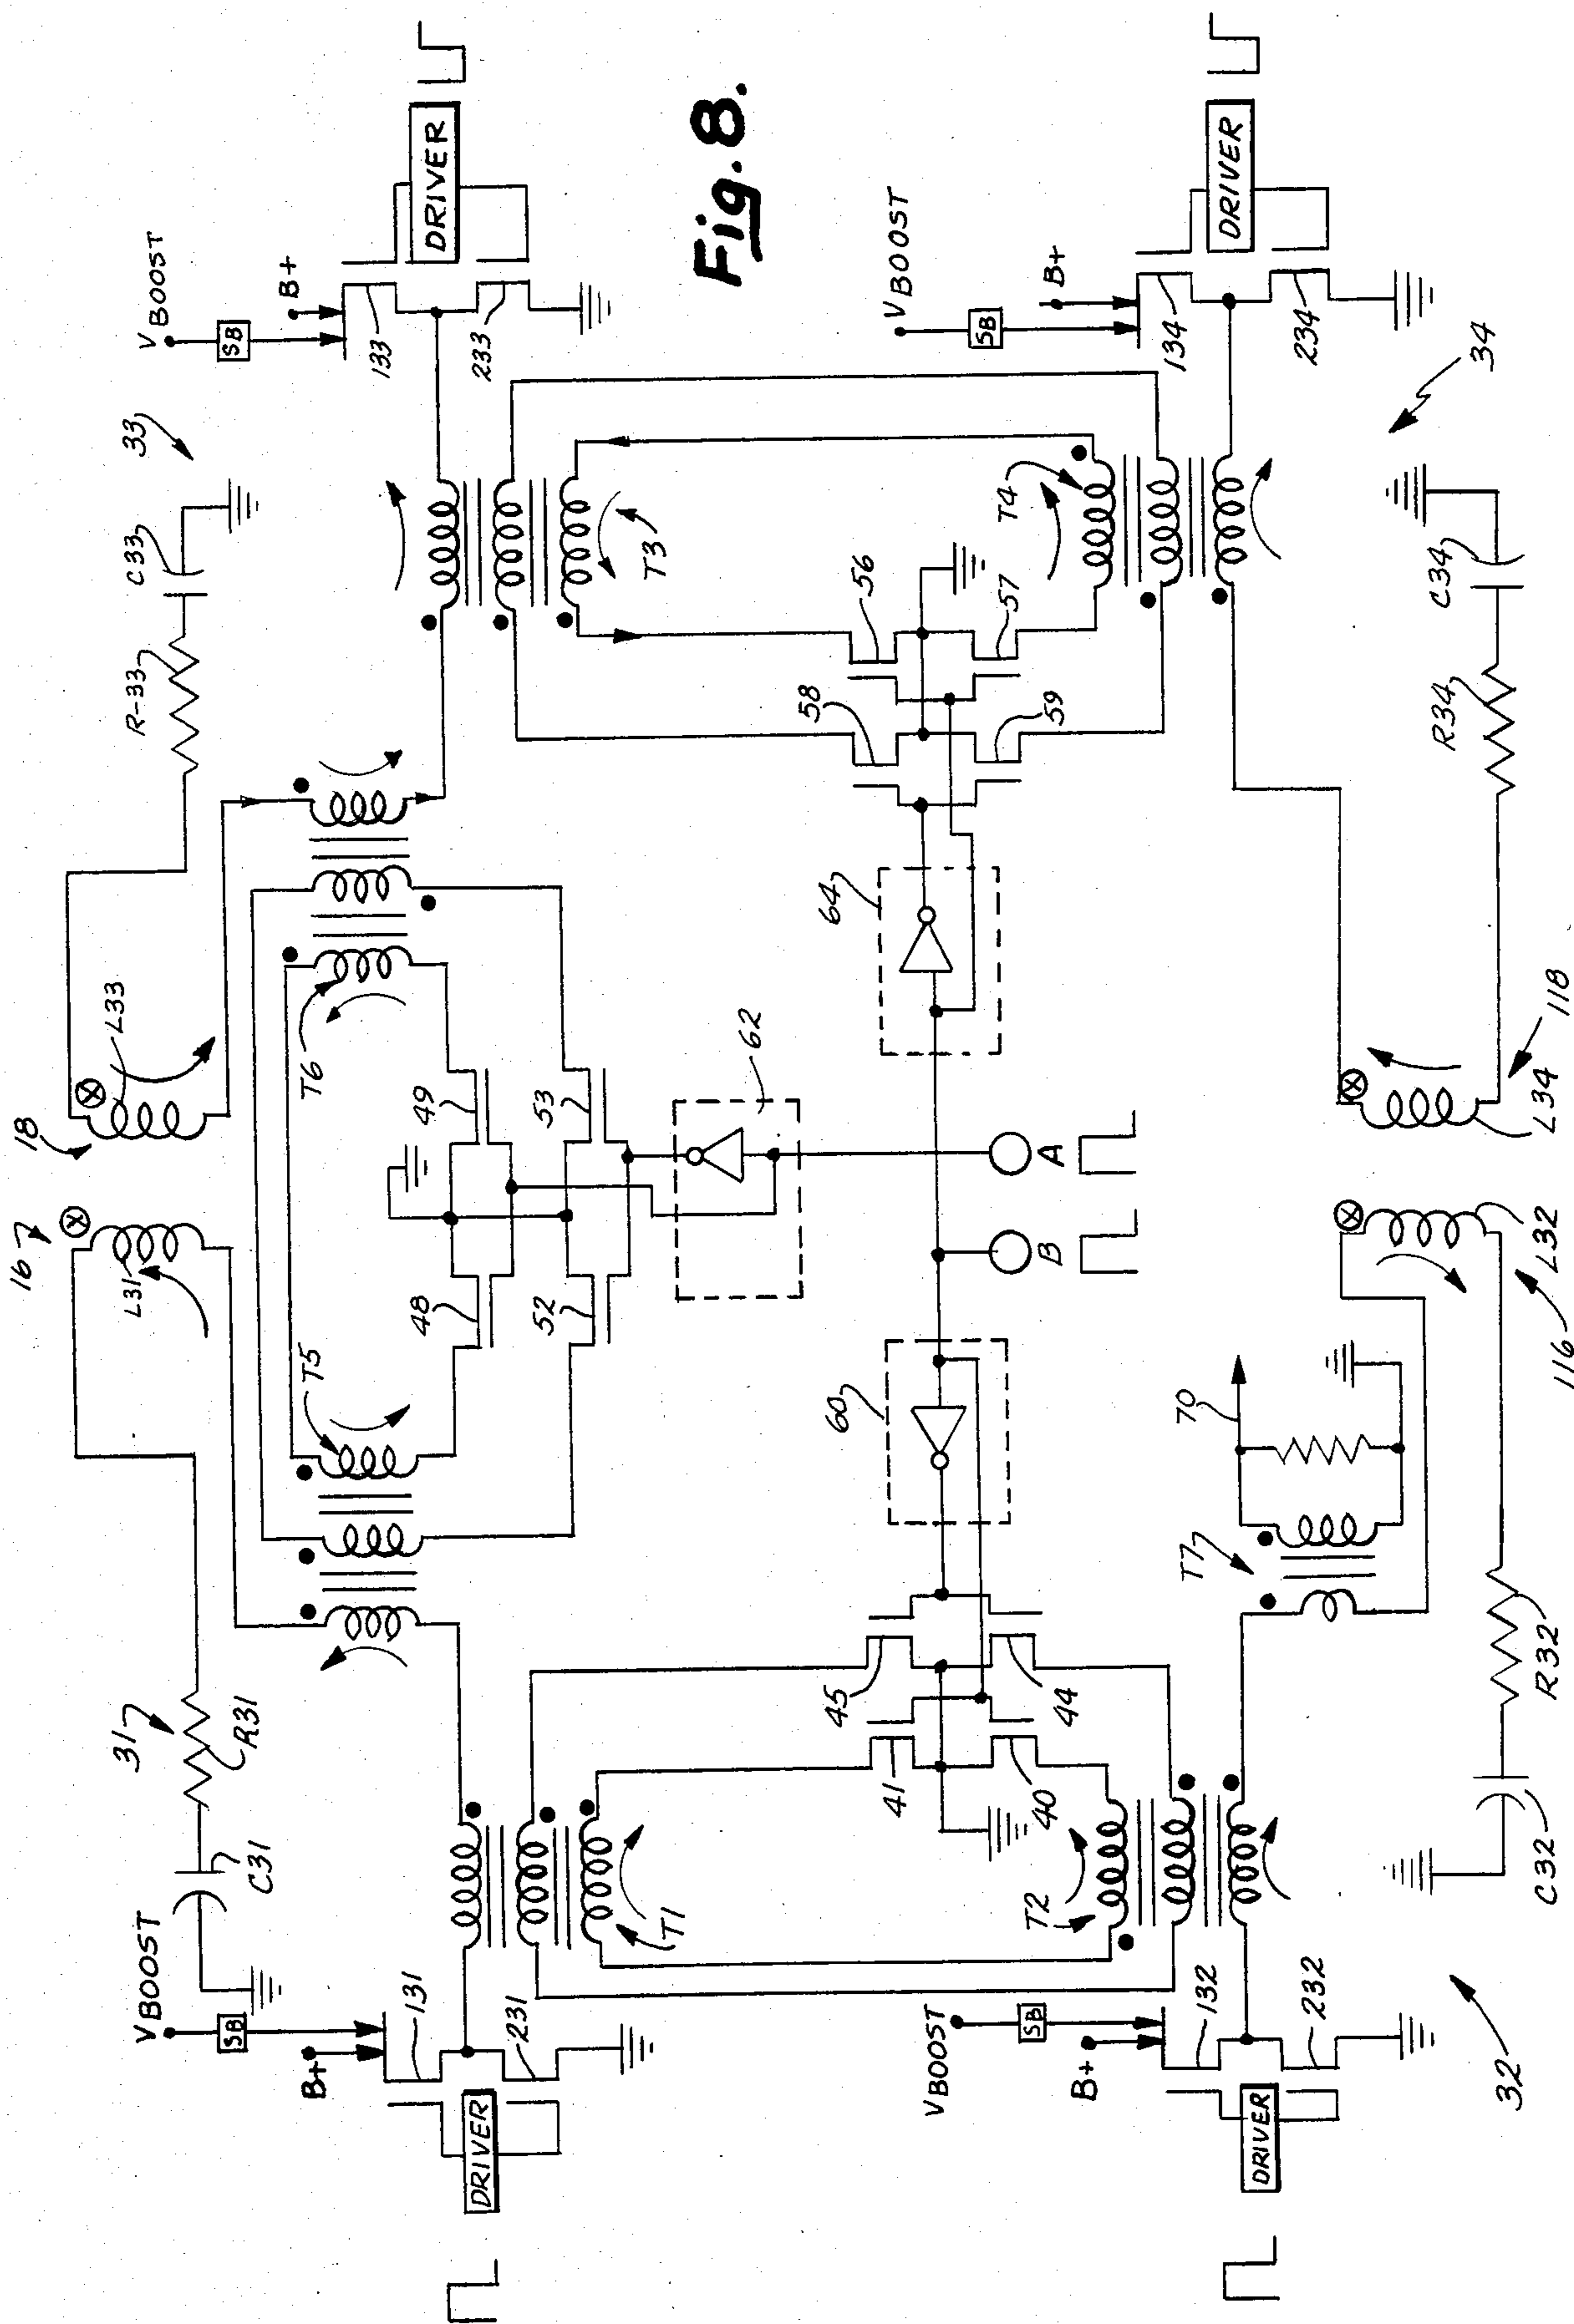 Fig. 8.
18
16
33
31
L33
L31
R-33
C33
R31
C31
VBOOST
SB
B+
133
233
DRIVER
VBOOST
SB
B+
131
231
DRIVER
T6
T5
49
48
53
52
62
T3
T1
56
57
58
59
64
60
A
B
45
44
41
40
T4
T2
T7
70
VBOOST
SB
B+
134
234
DRIVER
34
VBOOST
SB
B+
132
232
DRIVER
32
C34
R34
L34
118
L32
116
R32
C32